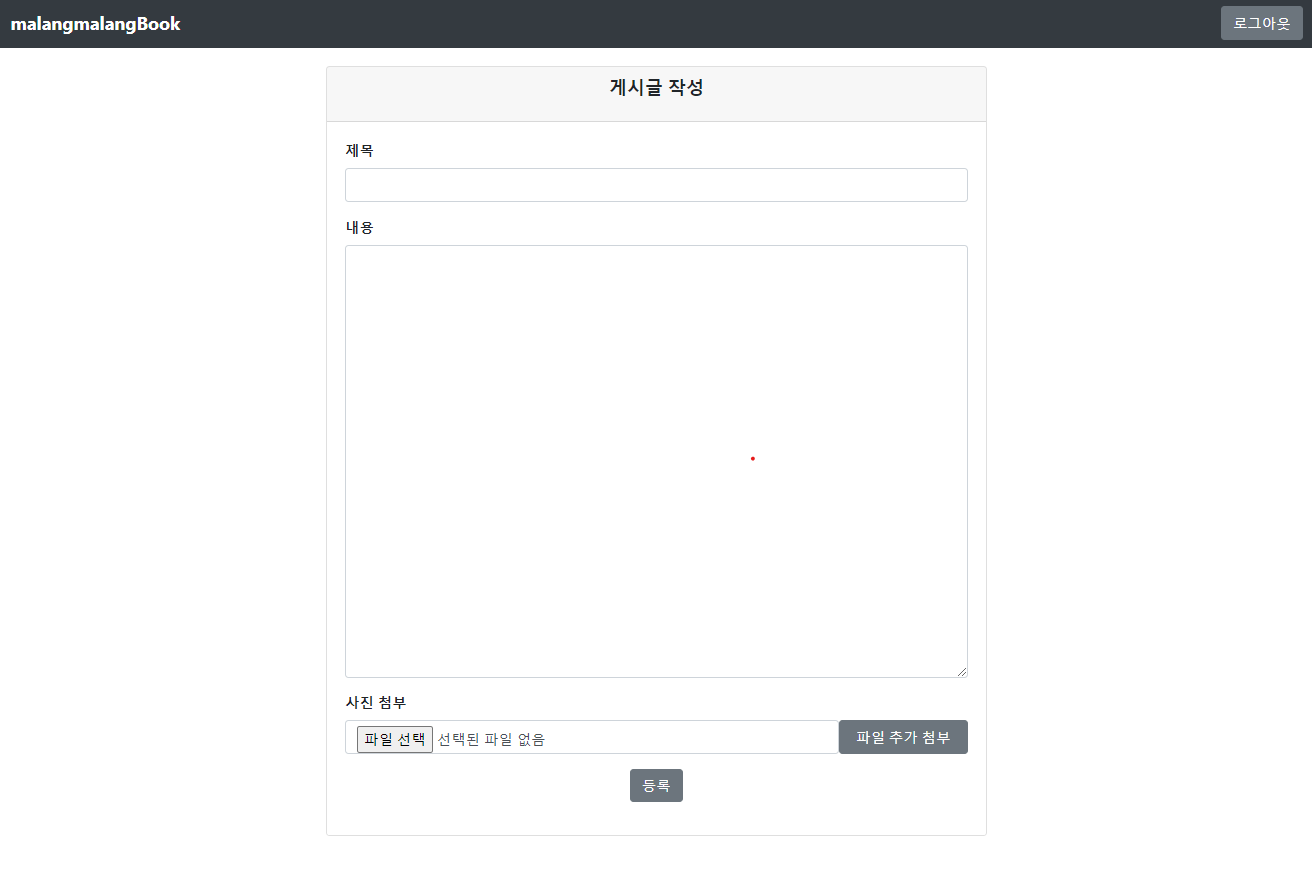 malangmalangBook
로그아웃
게시글 작성
제목
내용
사진 첨부
파일 선택 선택된 파일 없음
파일 추가 첨부
등록